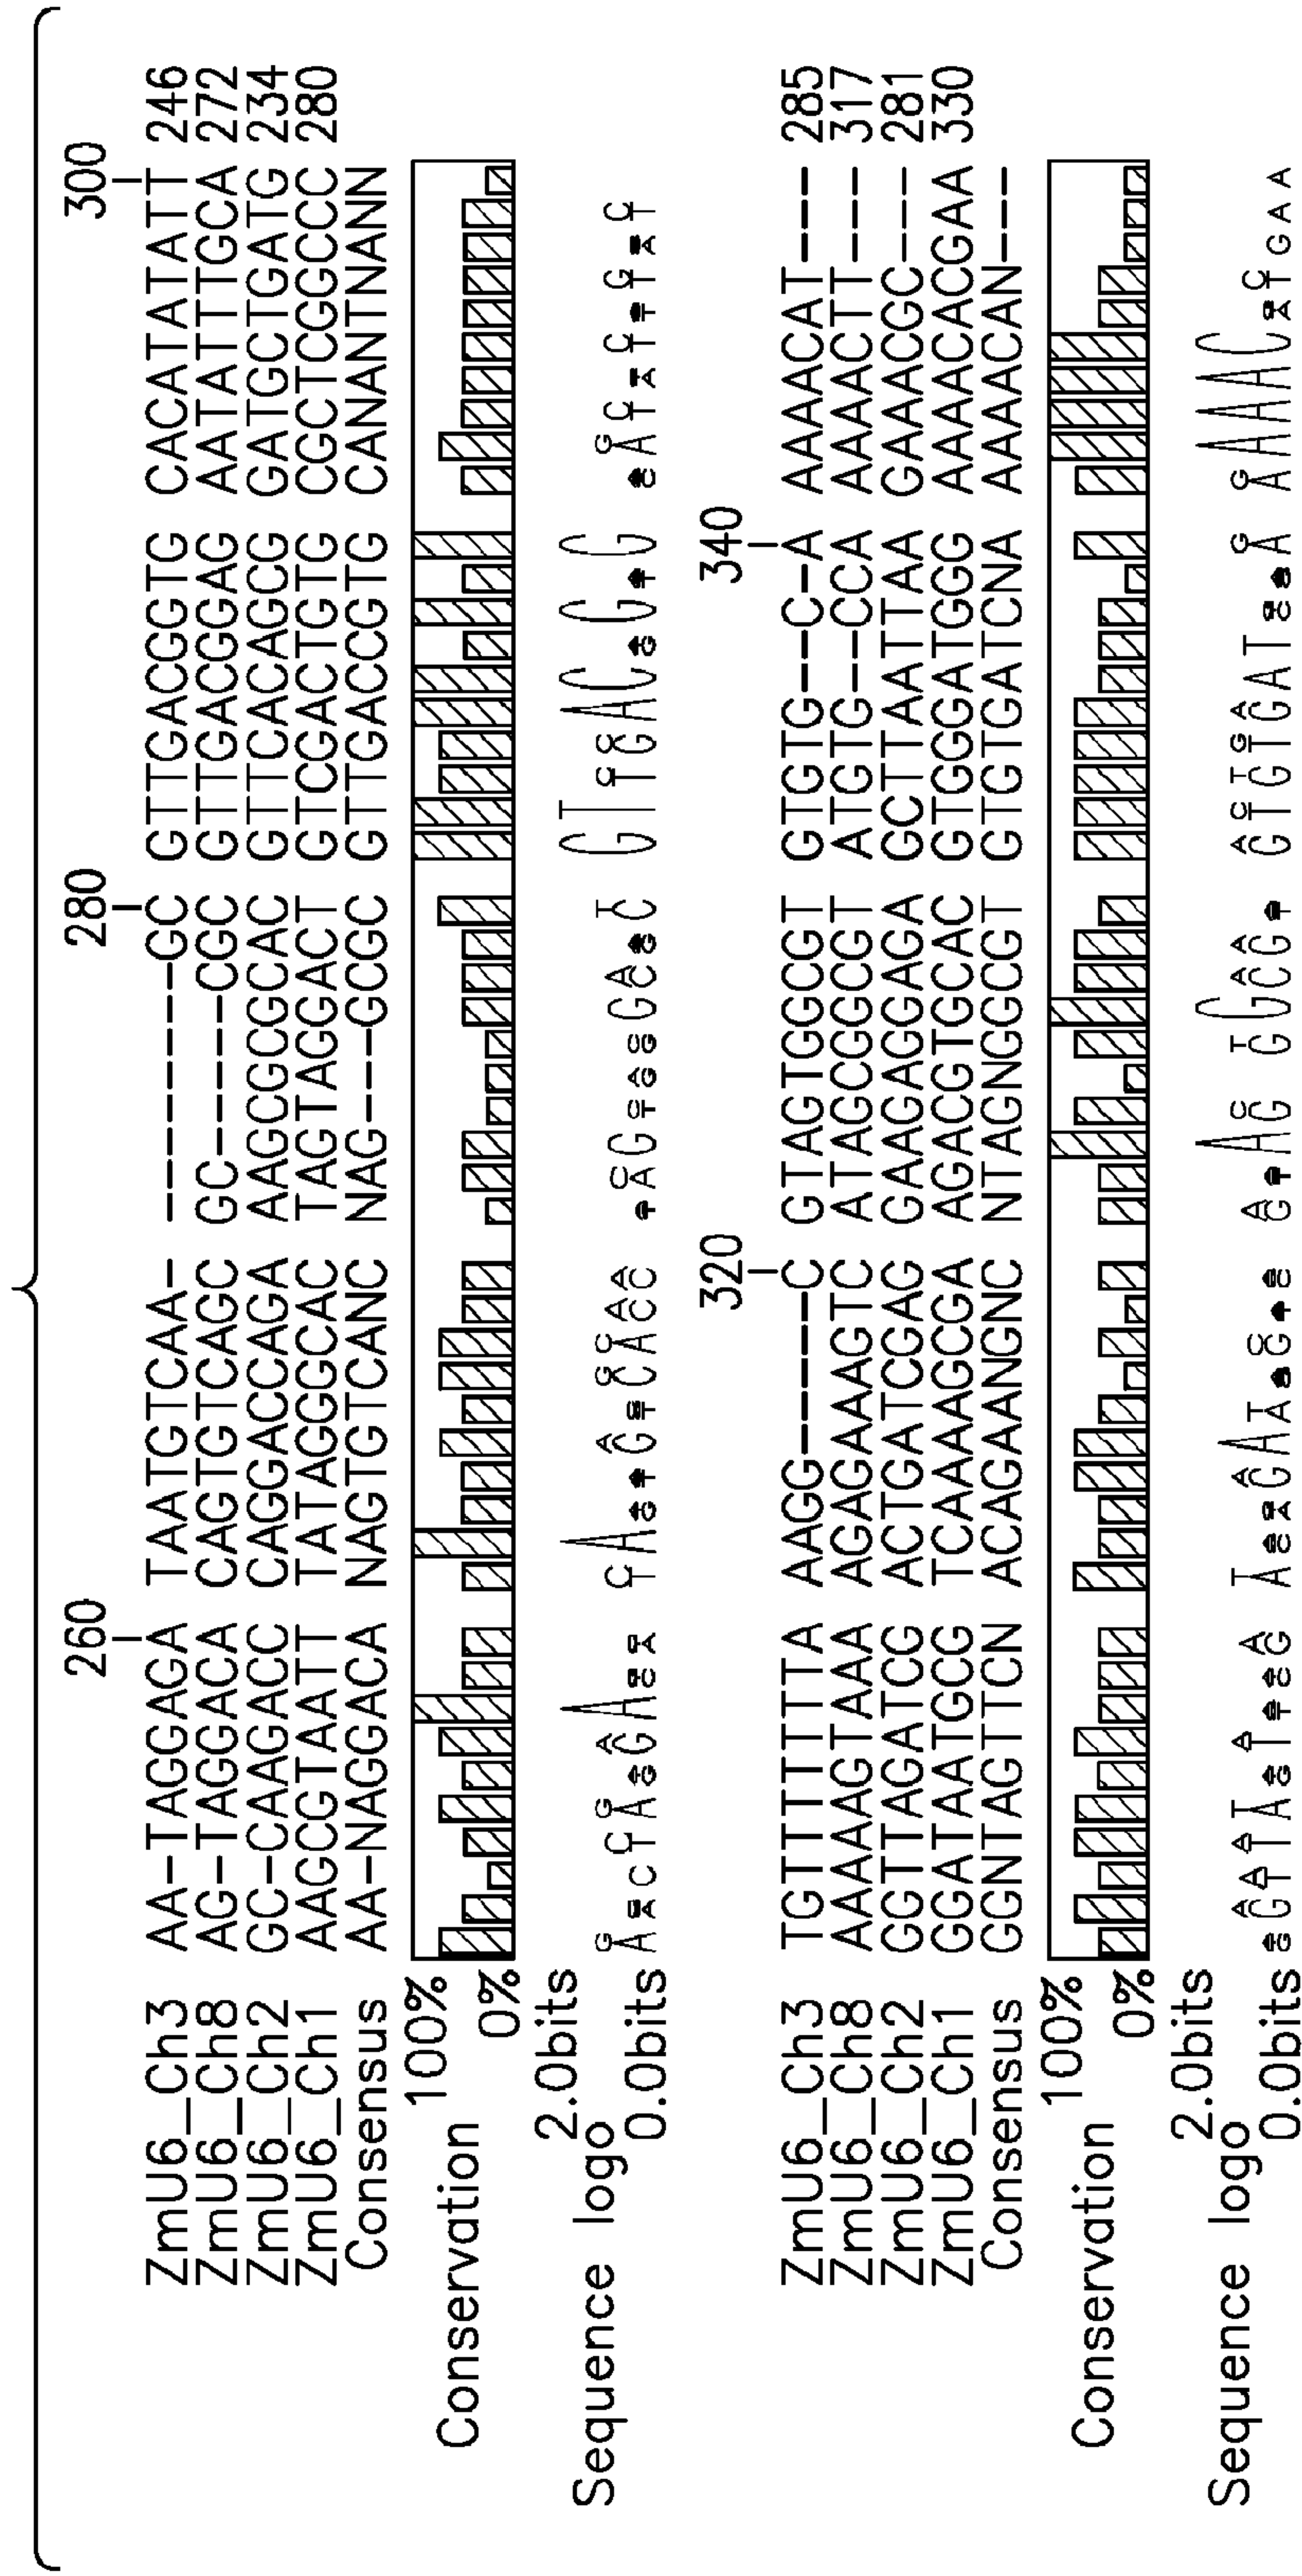 260 280 300
ZmU6_Ch3 AA-TAGGAGA TAATGTCAA- --------GC GTTGACGGTG CACATATATT 246
ZmU6_Ch8 AG-TAGGACA CAGTGTCAGC GC-----CGC GTTGACGGAG AATATTTGCA 272
ZmU6_Ch2 GC-CAAGACC CAGGACCAGA AAGCGCGCAC GTTCACAGCG GATGCTGATG 234
ZmU6_Ch1 AAGCGTAATT TATAGGGCAC TAGTAGGACT GTCGACTGTG CGCTCGGCCC 280
Consensus AA-NAGGACA NAGTGTCANC NAG---GCGC GTTGACCGTG CANANTNANN
100%
Conservation
0%
2.0bits
Sequence logo
0.0bits
320 340
ZmU6_Ch3 TGTTTTTTTA AAGG-----C GTAGTGGCGT GTGTG--C-A AAAACAT--- 285
ZmU6_Ch8 AAAAAGTAAA AGAGAAAGTC ATAGCGGCGT ATGTG--CCA AAAACTT--- 317
ZmU6_Ch2 GGTTAGATCG ACTGATCGAG GAAGAGGAGA GCTTAATTAA GAAACGC--- 281
ZmU6_Ch1 GGATAATGCG TCAAAAGCGA AGACGTGCAC GTGGGATGGG AAAACACGAA 330
Consensus GGNTAGTTCN ACAGAANGNC NTAGNGGCGT GTGTGATCNA AAAACAN---
100%
Conservation
0%
2.0bits
Sequence logo
0.0bits